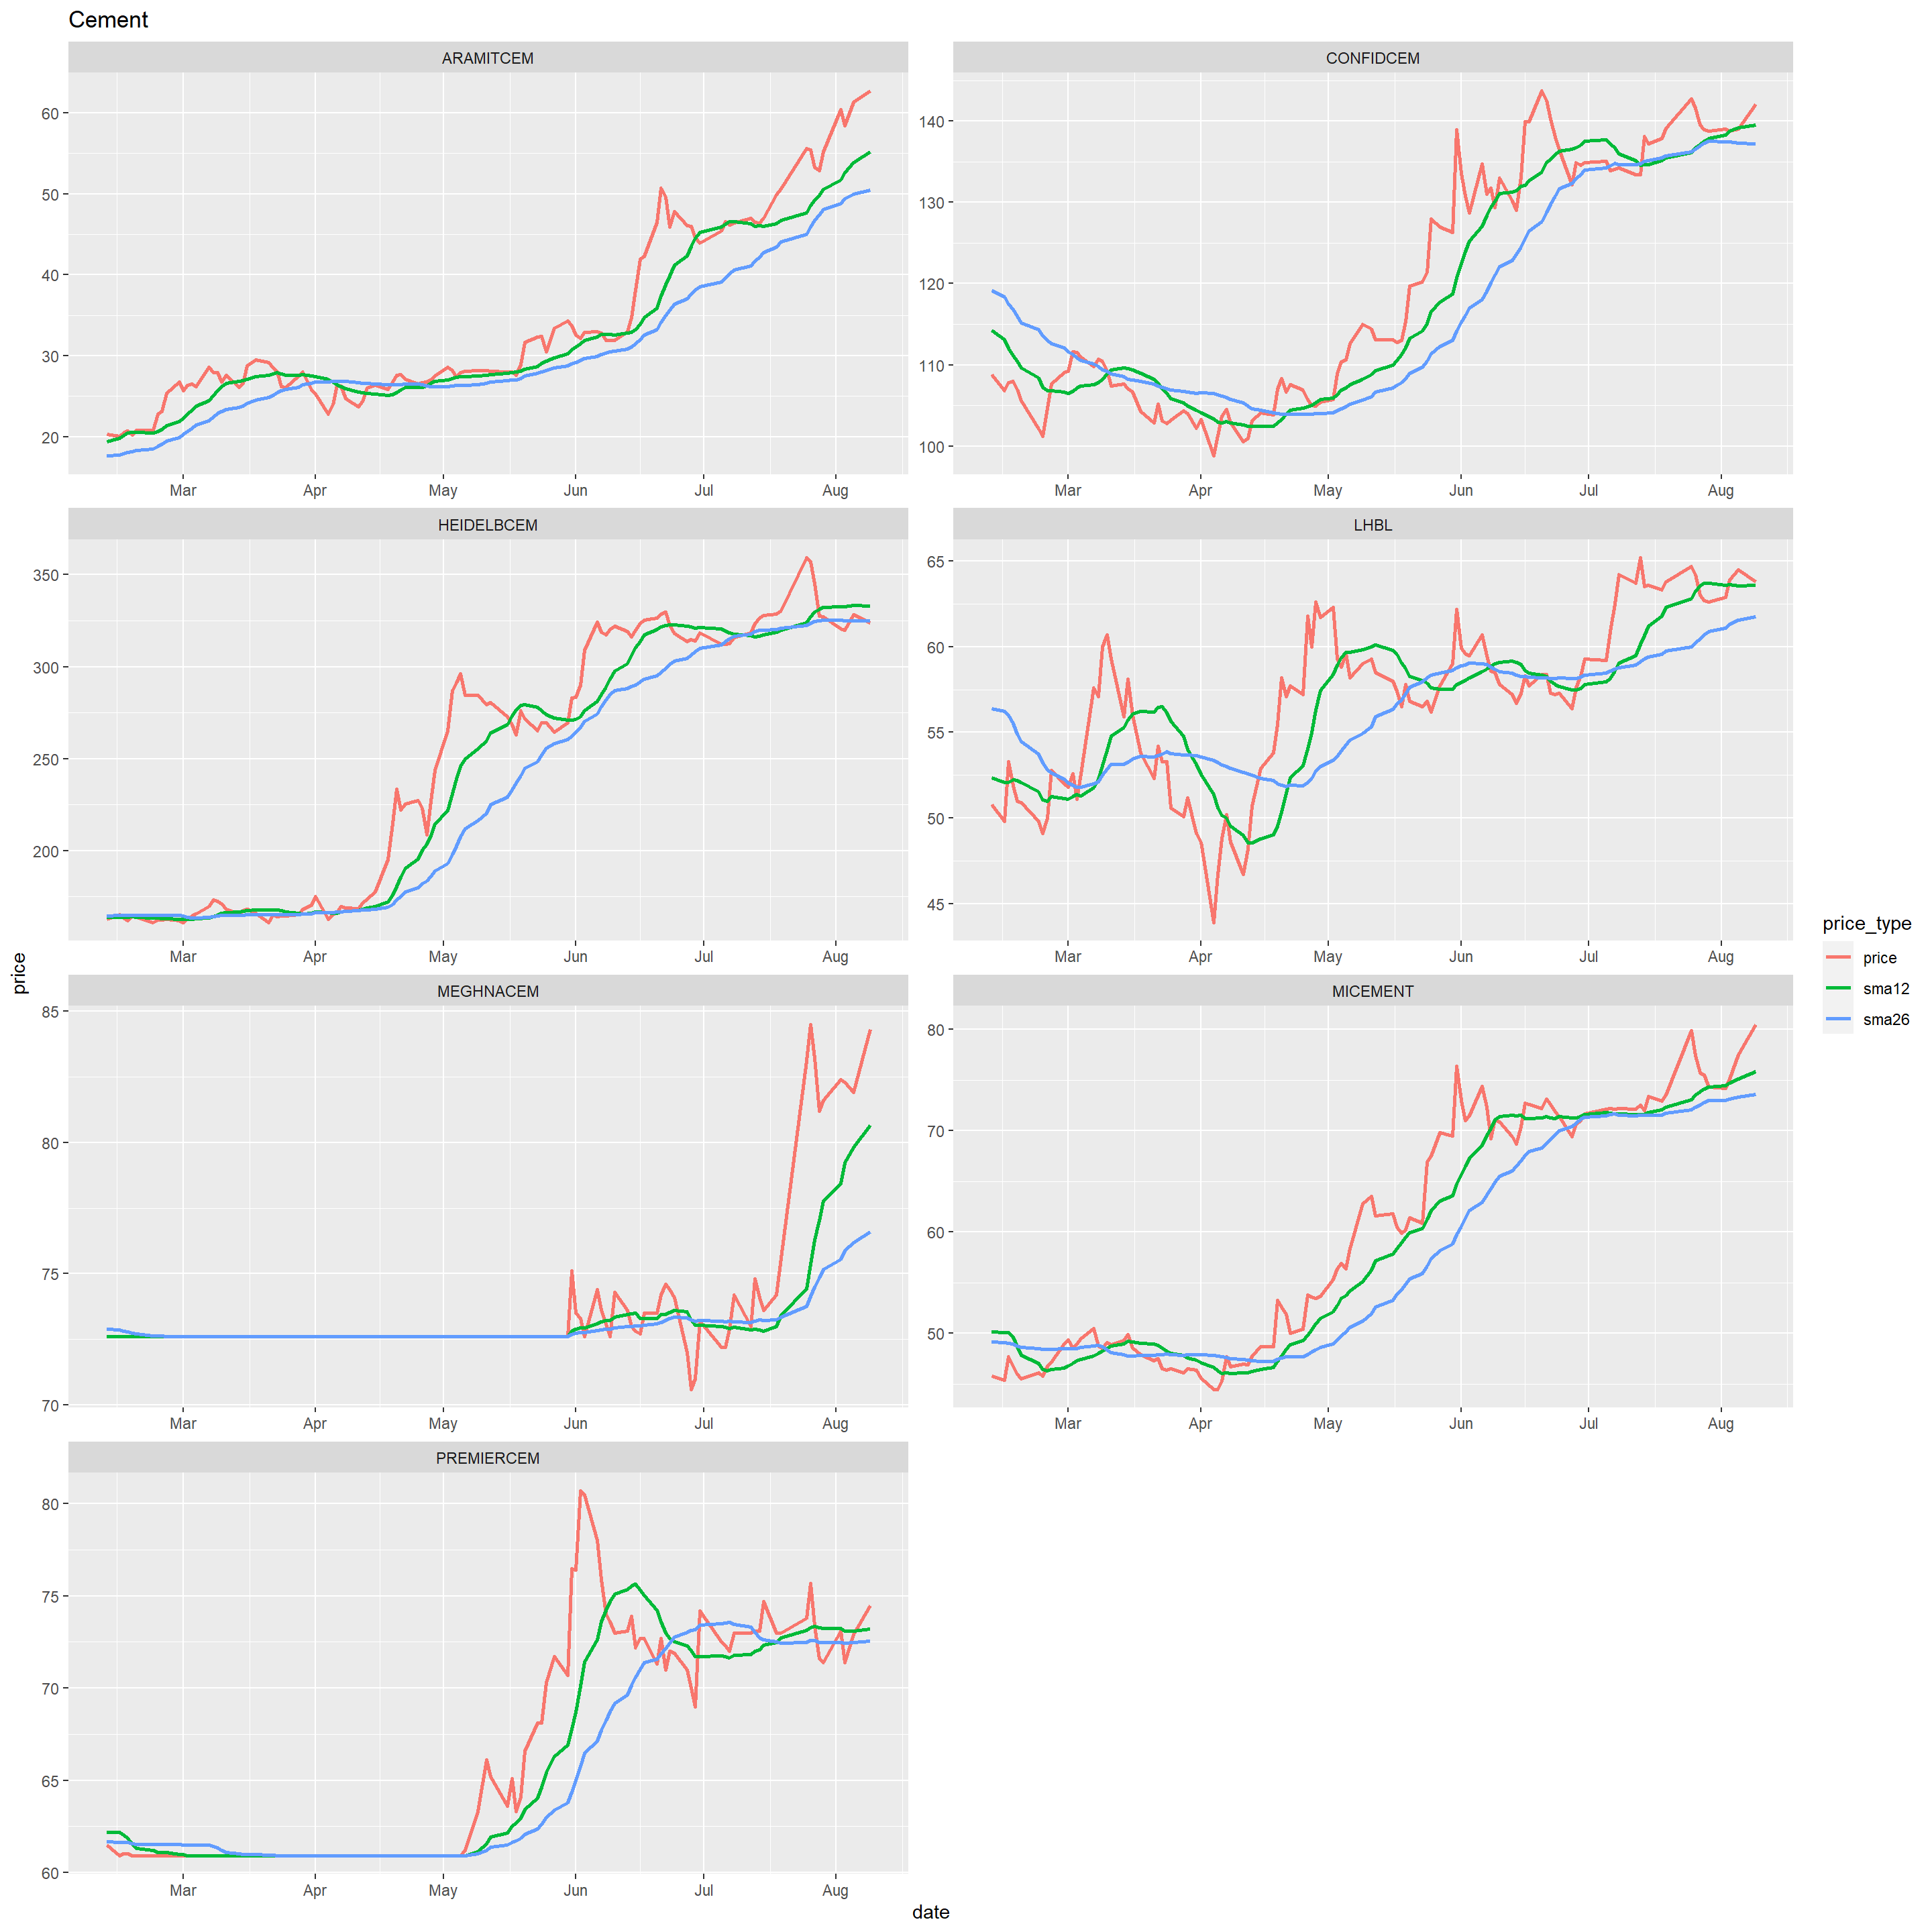 Cement
ARAMITCEM
60
50
40
30
20
Mar Apr May Jun Jul Aug
CONFIDCEM
140
130
120
110
100
Mar Apr May Jun Jul Aug
HEIDELBCEM
350
300
250
200
Mar Apr May Jun Jul Aug
LHBL
65
60
55
50
45
Mar Apr May Jun Jul Aug
MEGHNACEM
85
80
75
70
Mar Apr May Jun Jul Aug
MICEMENT
80
70
60
50
Mar Apr May Jun Jul Aug
PREMIERCEM
80
75
70
65
60
Mar Apr May Jun Jul Aug
price
date
price_type
price
sma12
sma26